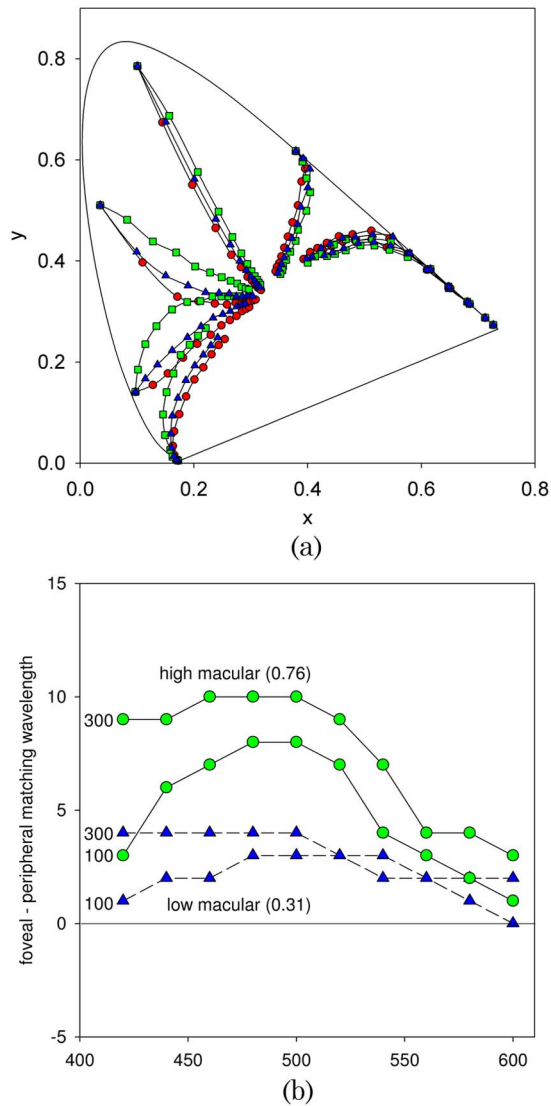 0.8
0.6
y
0.4
0.2
0.0
0.0 0.2 0.4 0.6 0.8
x
(a)
15
high macular (0.76)
10
300
foveal - peripheral matching wavelength
5
300
100
100
low macular (0.31)
0
-5
400 450 500 550 600
(b)